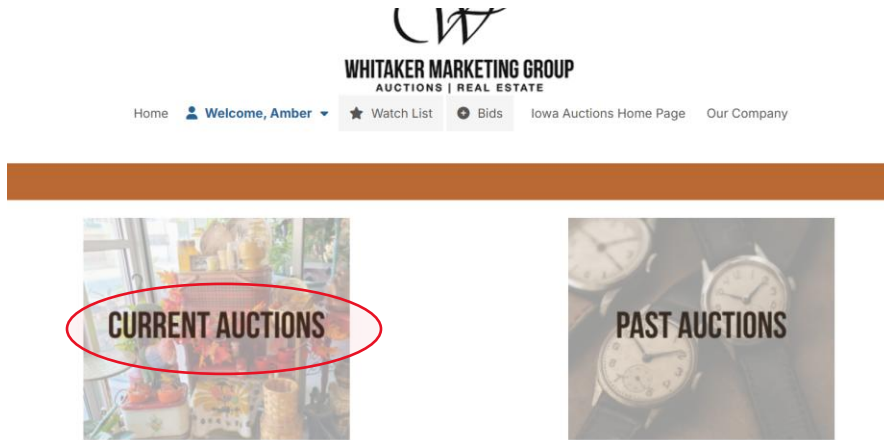 WHITAKER MARKETING GROUP
AUCTIONS | REAL ESTATE
Home Welcome, Amber Watch List Bids Iowa Auctions Home Page Our Company
CURRENT AUCTIONS
PAST AUCTIONS